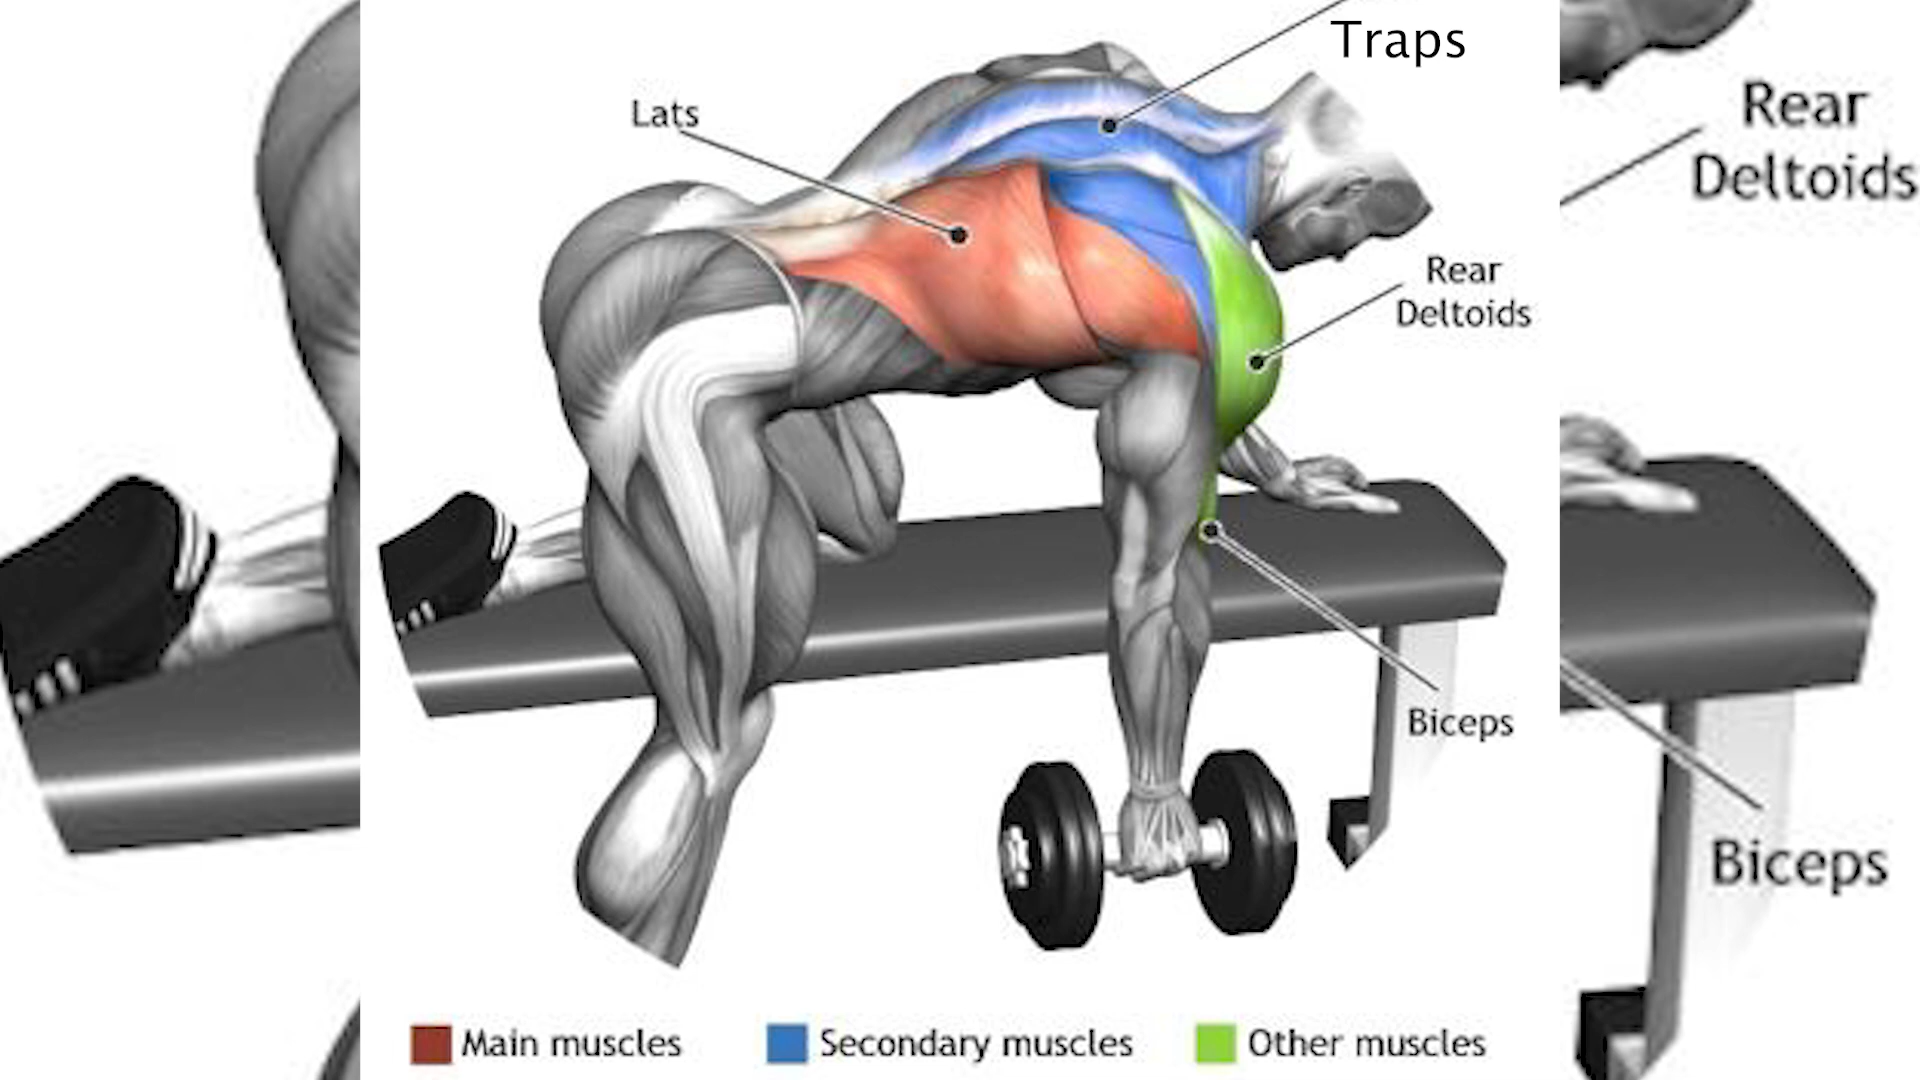 Traps
Lats
Rear
Deltoids
Rear
Deltoids
Biceps
Biceps
Main muscles
Secondary muscles
Other muscles